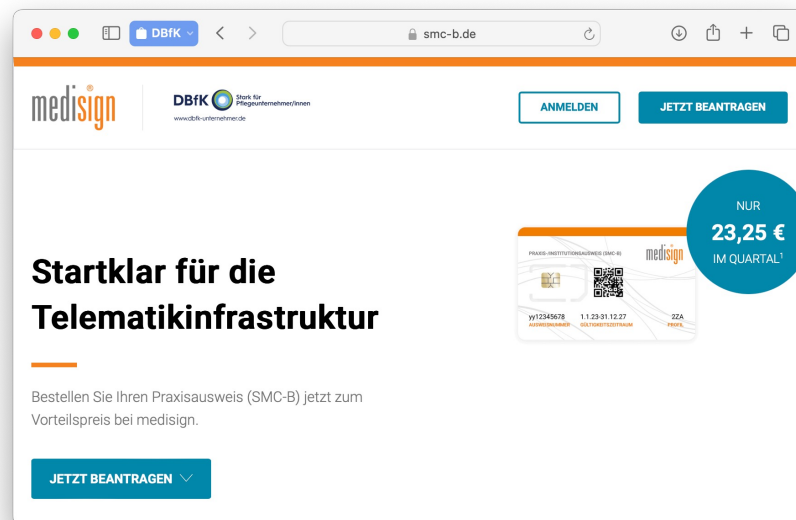 DBfK
smc-b.de
medisign
DBfK
Stark für
Pflegeunternehmer/innen
www.dbfk-unternehmer.de
ANMELDEN
JETZT BEANTRAGEN
NUR
23,25 €
IM QUARTAL¹
PRAXIS-/INSTITUTIONSAUSWEIS (SMC-B)
medisign
yy12345678 1.1.23-31.12.27 2ZA
AUSWEISNUMMER GÜLTIGKEITSZEITRAUM PROFIL
Startklar für die
Telematikinfrastruktur
Bestellen Sie Ihren Praxisausweis (SMC-B) jetzt zum
Vorteilspreis bei medisign.
JETZT BEANTRAGEN